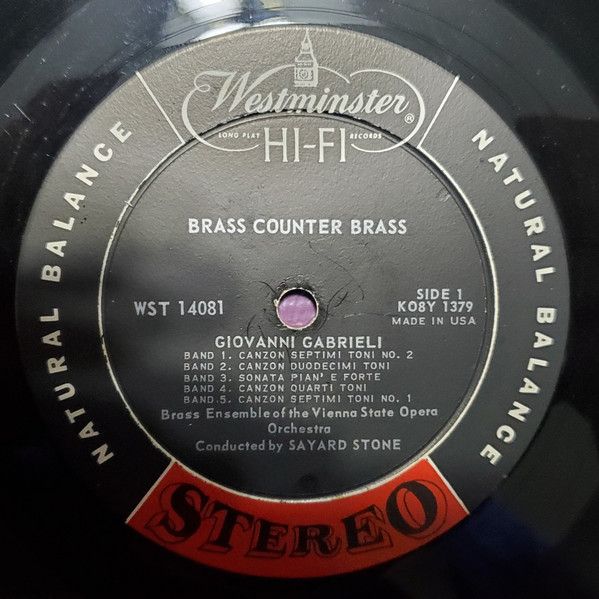 Westminster®
LONG PLAY RECORDS
HI-FI
NATURAL BALANCE
NATURAL BALANCE
BRASS COUNTER BRASS
WST 14081
SIDE 1
KO8Y 1379
MADE IN USA
GIOVANNI GABRIELI
BAND 1. CANZON SEPTIMI TONI NO. 2
BAND 2. CANZON DUODECIMI TONI
BAND 3. SONATA PIAN' E FORTE
BAND 4. CANZON QUARTI TONI
BAND 5. CANZON SEPTIMI TONI NO. 1
Brass Ensemble of the Vienna State Opera
Orchestra
Conducted by SAYARD STONE
STEREO